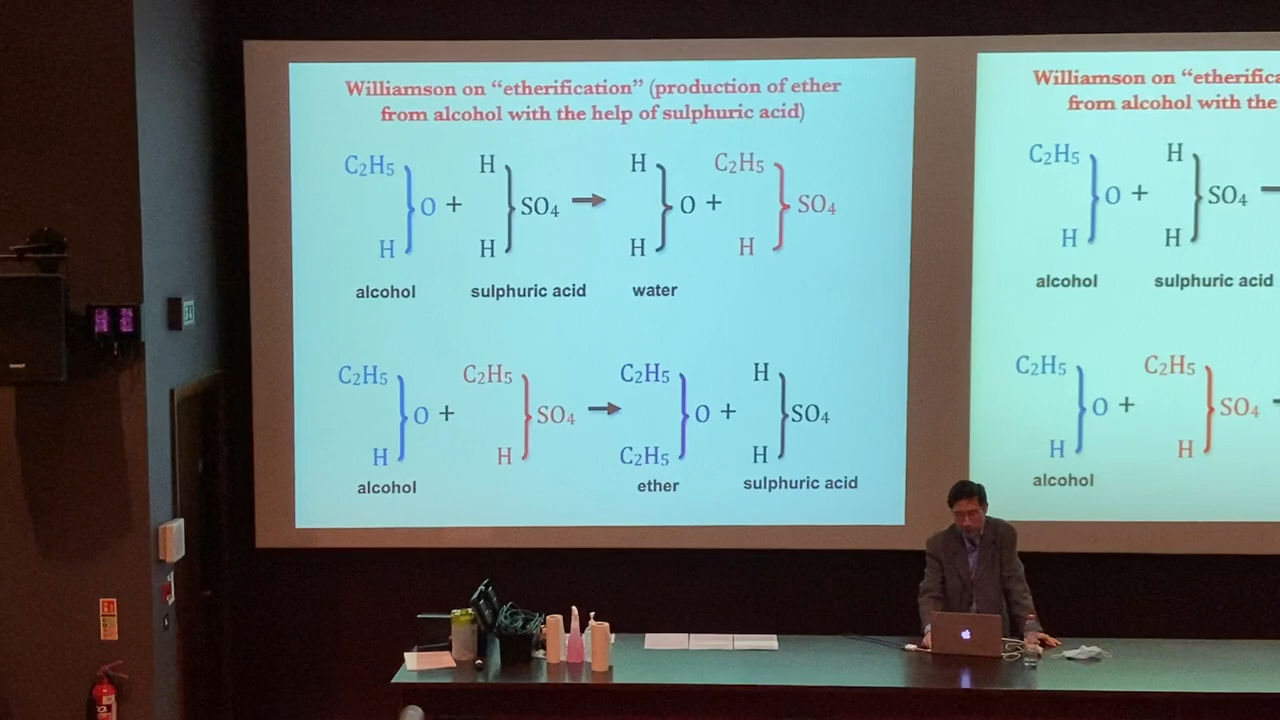 Williamson on “etherification” (production of ether
from alcohol with the help of sulphuric acid)
C₂H₅ H H C₂H₅
} O + } SO₄ → } O + } SO₄
H H H H
alcohol sulphuric acid water
C₂H₅ C₂H₅ C₂H₅ H
} O + } SO₄ → } O + } SO₄
H H C₂H₅ H
alcohol ether sulphuric acid
Williamson on “etherifica
from alcohol with the
C₂H₅ H
} O + } SO₄
H H
alcohol sulphuric acid
C₂H₅ C₂H₅
} O + } SO₄
H H
alcohol